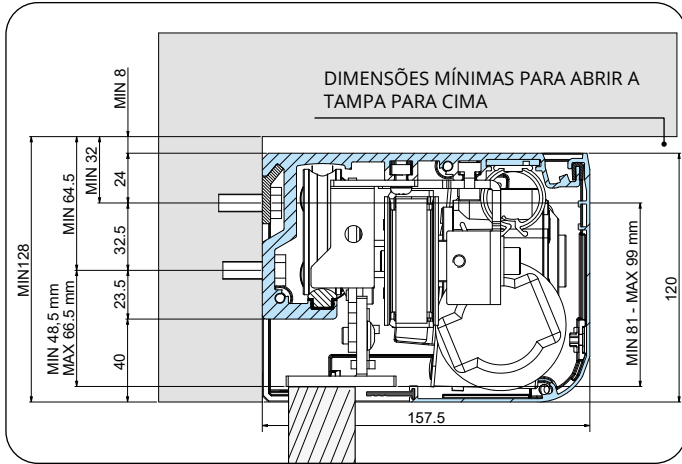 DIMENSÕES MÍNIMAS PARA ABRIR A
TAMPA PARA CIMA
MIN 8
MIN 32
24
MIN 64.5
32.5
MIN128
23.5
MIN 48,5 mm
MAX 66.5 mm
40
MIN 81 - MAX 99 mm
120
157.5